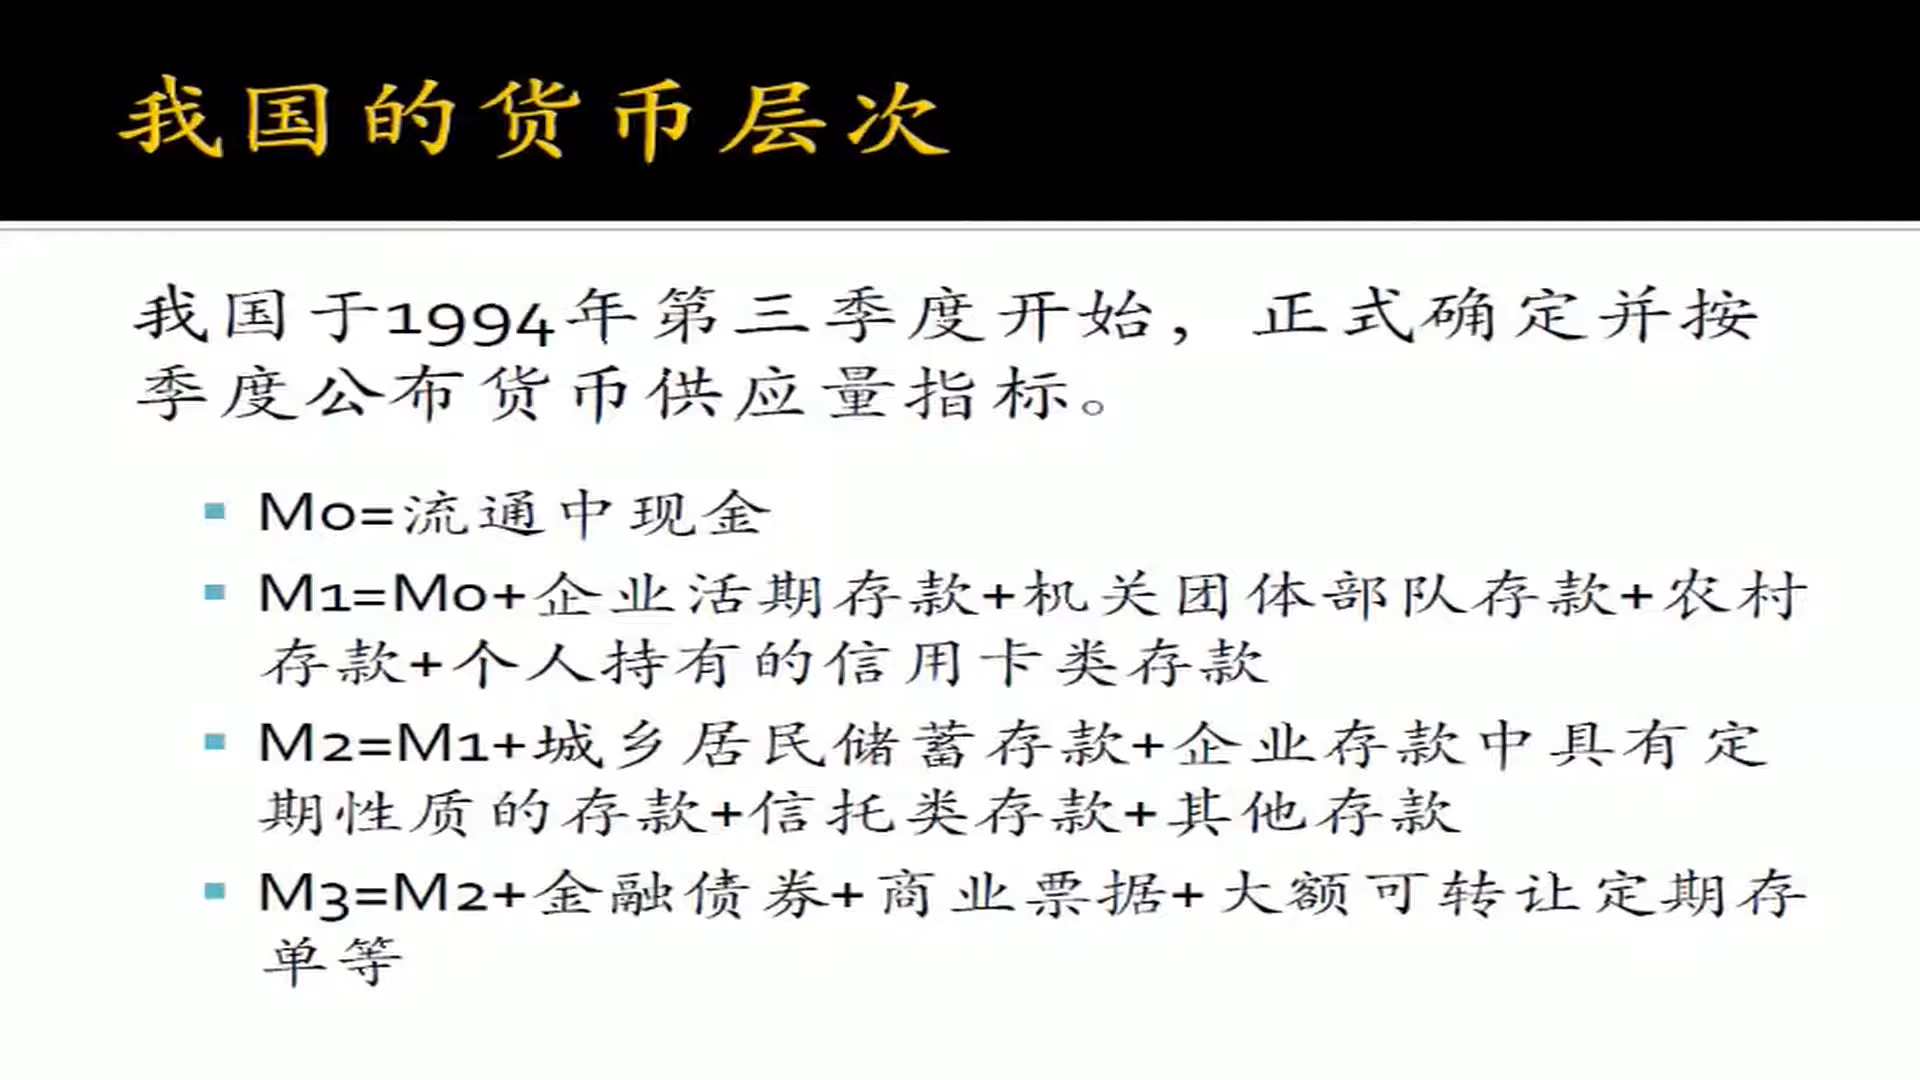 我国的货币层次
我国于1994年第三季度开始，正式确定并按
季度公布货币供应量指标。
M0=流通中现金
M1=M0+企业活期存款+机关团体部队存款+农村
存款+个人持有的信用卡类存款
M2=M1+城乡居民储蓄存款+企业存款中具有定
期性质的存款+信托类存款+其他存款
M3=M2+金融债券+商业票据+大额可转让定期存
单等